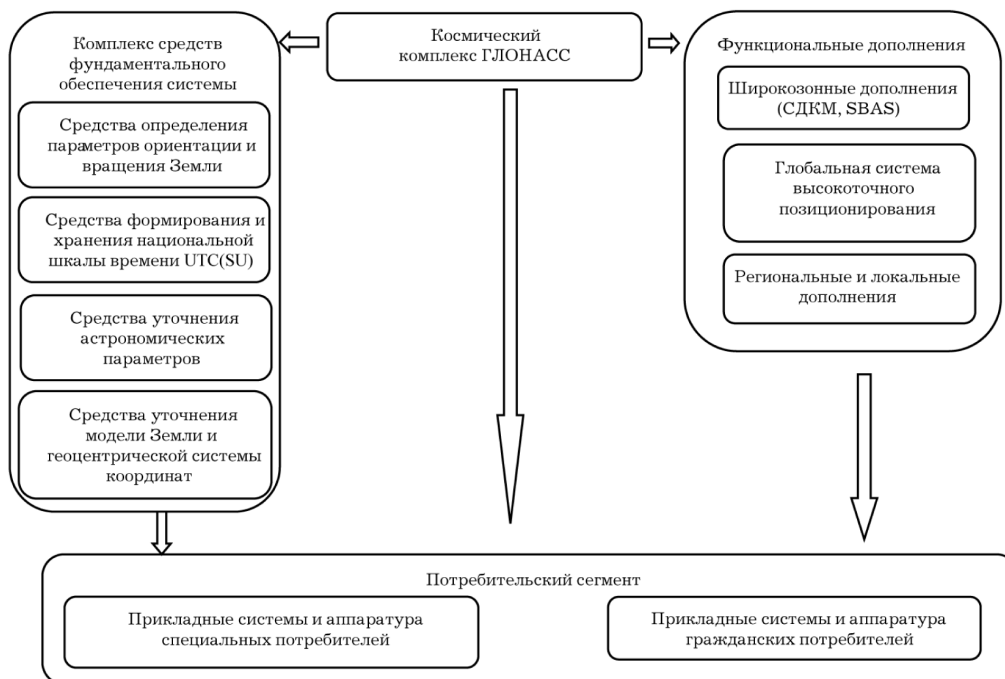 Комплекс средств
фундаментального
обеспечения системы
Средства определения
параметров ориентации и
вращения Земли
Средства формирования и
хранения национальной
шкалы времени UTC(SU)
Средства уточнения
астрономических
параметров
Средства уточнения
модели Земли и
геоцентрической системы
координат
Космический
комплекс ГЛОНАСС
Функциональные дополнения
Широкозонные дополнения
(СДКМ, SBAS)
Глобальная система
высокоточного
позиционирования
Региональные и локальные
дополнения
Потребительский сегмент
Прикладные системы и аппаратура
специальных потребителей
Прикладные системы и аппаратура
гражданских потребителей